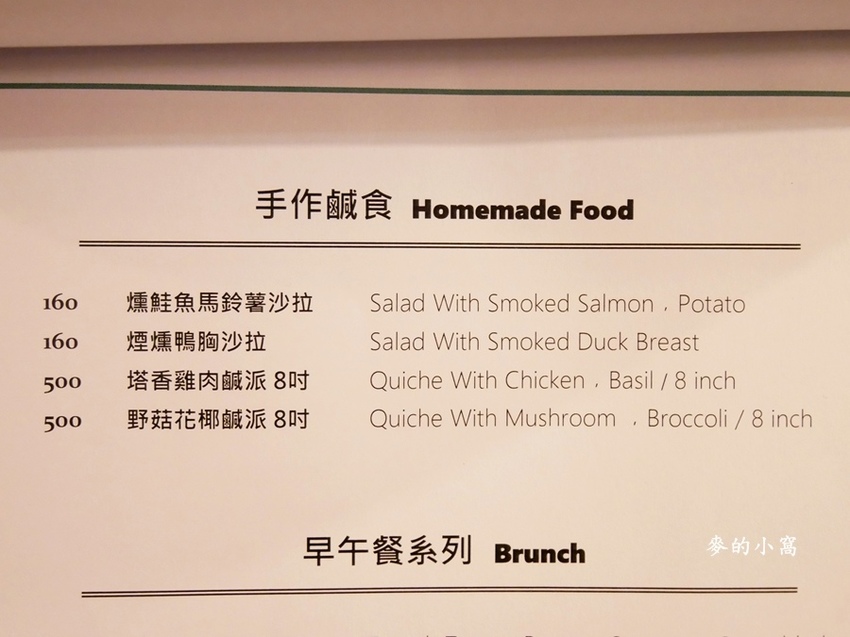 手作鹹食 Homemade Food
160 燻鮭魚馬鈴薯沙拉 Salad With Smoked Salmon，Potato
160 煙燻鴨胸沙拉 Salad With Smoked Duck Breast
500 塔香雞肉鹹派 8吋 Quiche With Chicken，Basil / 8 inch
500 野菇花椰鹹派 8吋 Quiche With Mushroom ，Broccoli / 8 inch
早午餐系列 Brunch
麥的小窩